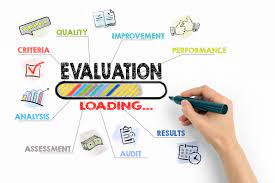 QUALITY
IMPROVEMENT
CRITERIA
PERFORMANCE
EVALUATION
LOADING...
ANALYSIS
RESULTS
ASSESSMENT
AUDIT